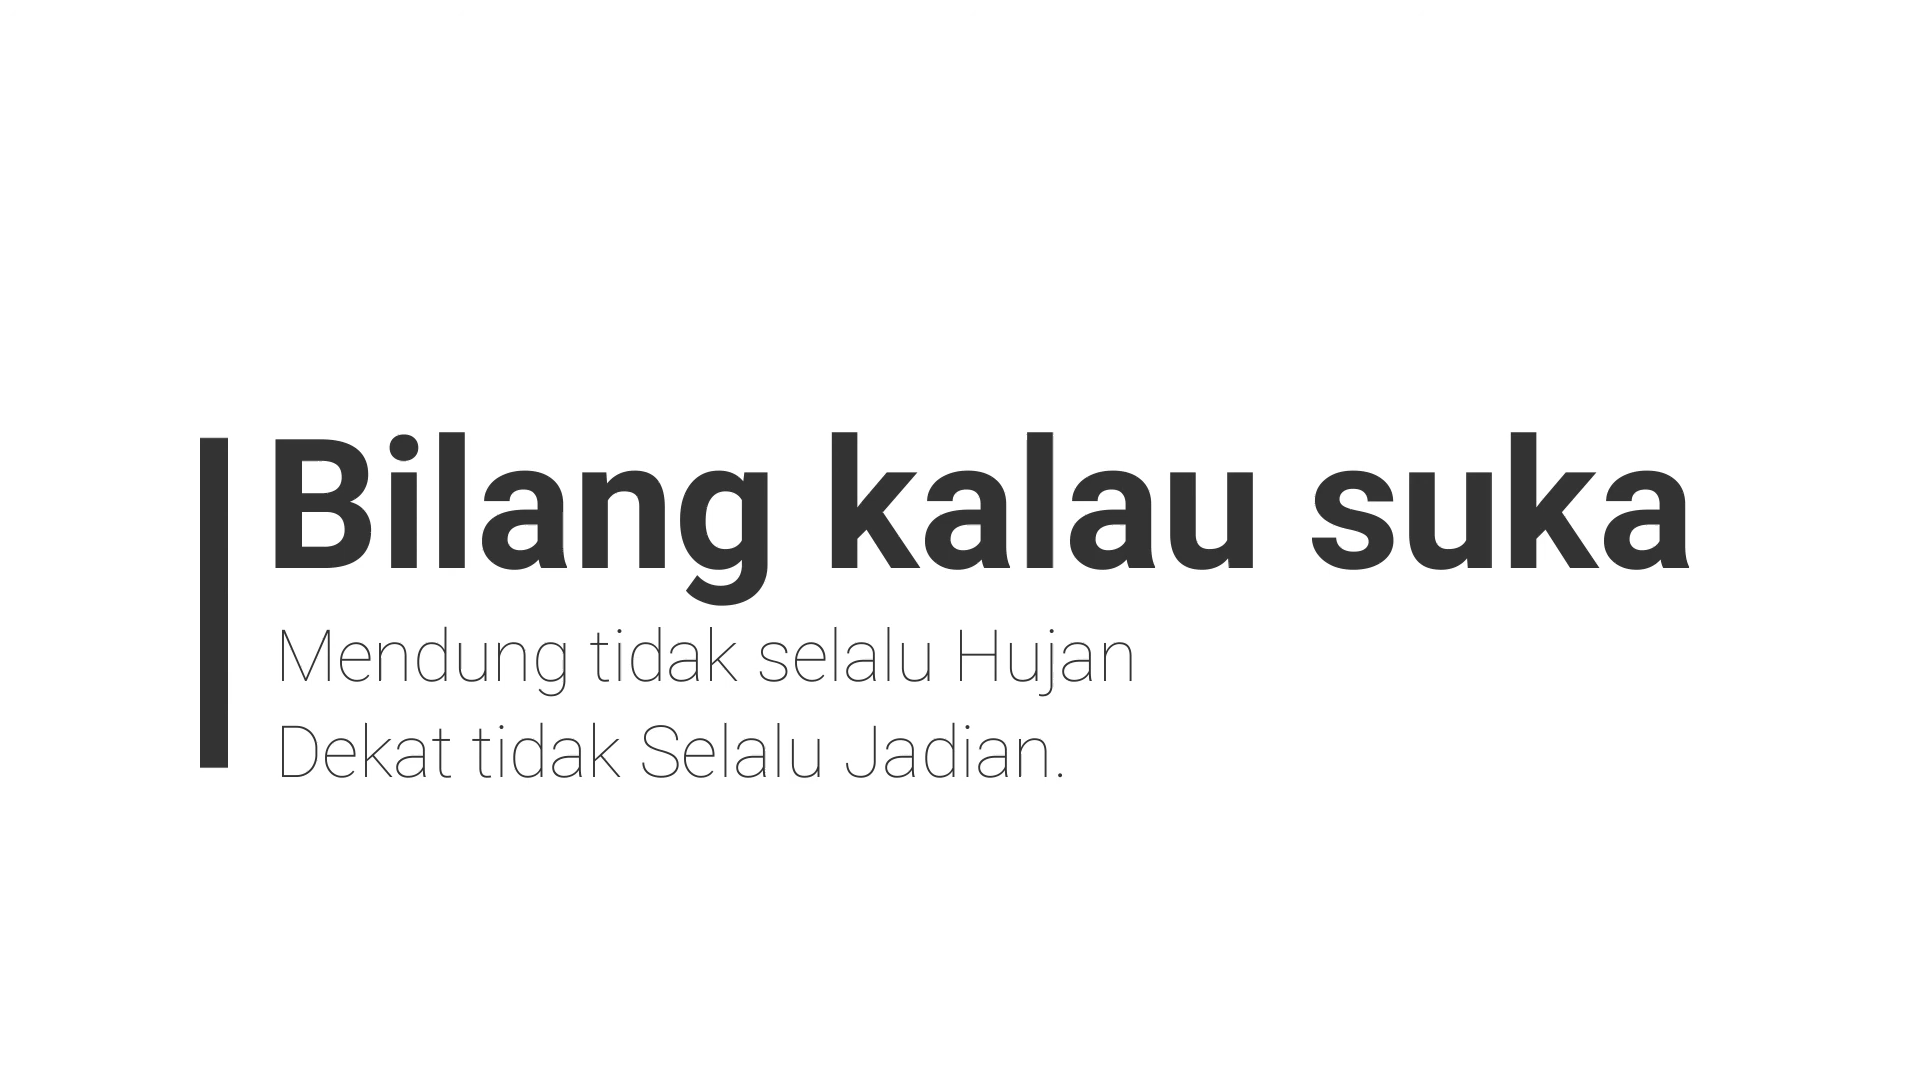 Bilang kalau suka
Mendung tidak selalu Hujan
Dekat tidak Selalu Jadian.